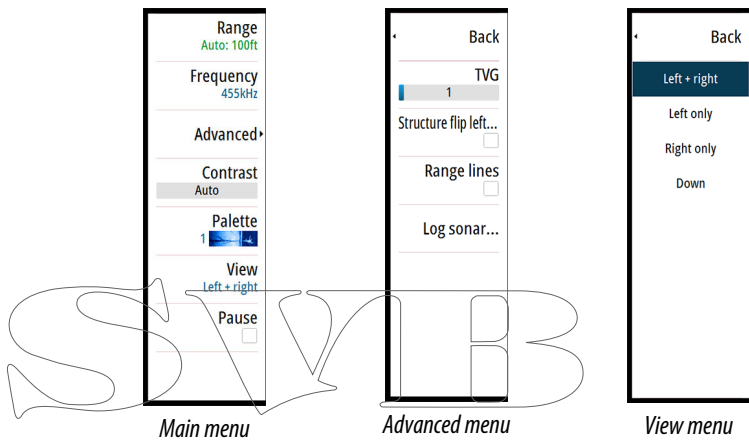 Range
Auto: 100ft
Frequency
455kHz
Advanced
Contrast
Auto
Palette
1
View
Left + right
Pause
Main menu
Back
TVG
1
Structure flip left...
Range lines
Log sonar...
Advanced menu
Back
Left + right
Left only
Right only
Down
View menu
SVB